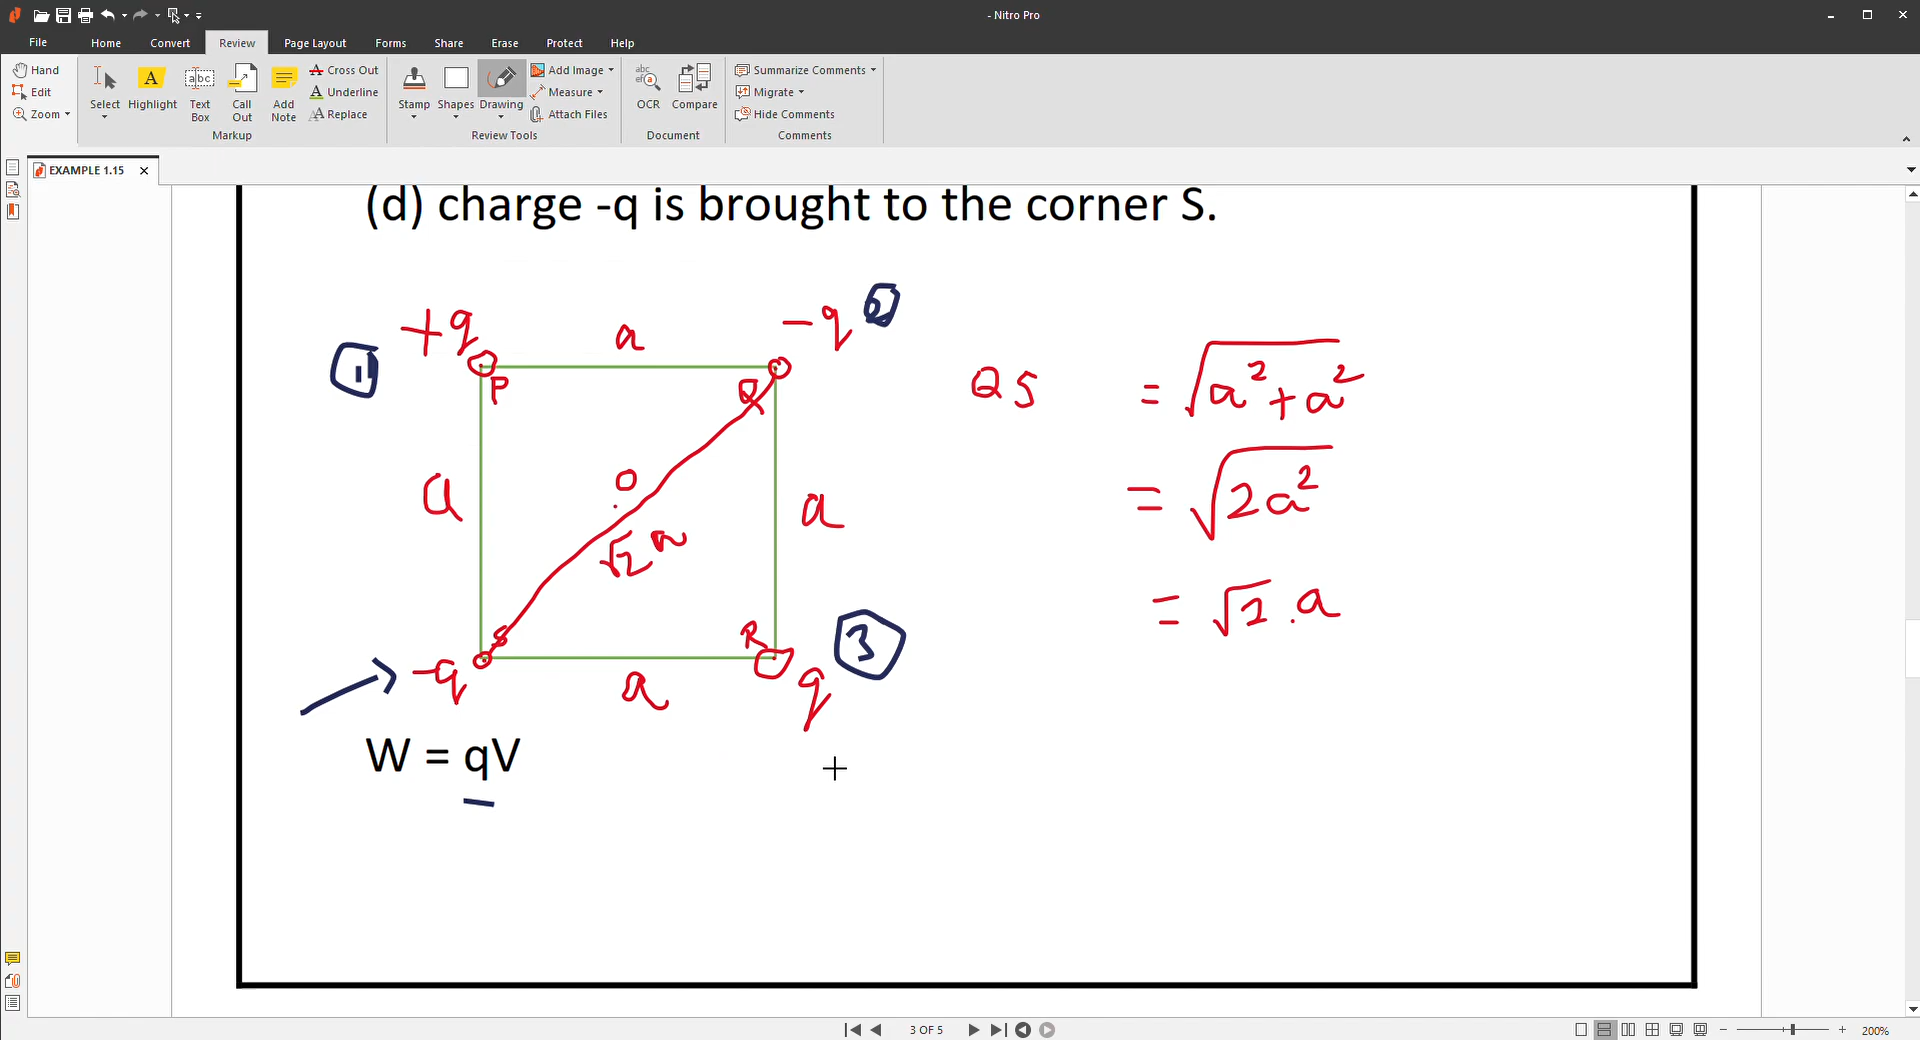 - Nitro Pro
File Home Convert Review Page Layout Forms Share Erase Protect Help
Hand
Edit
Zoom
Select
Highlight
Text Box
Call Out
Add Note
Cross Out
Underline
Replace
Markup
Stamp
Shapes
Drawing
Add Image
Measure
Attach Files
Review Tools
OCR
Compare
Document
Summarize Comments
Migrate
Hide Comments
Comments
EXAMPLE 1.15
(d) charge -q is brought to the corner S.
+q a -q
1 P Q
QS = √a²+a²
a O a
= √2a²
√2 a
= √2 . a
S R 3
-q a q
W = qV
3 OF 5
200%